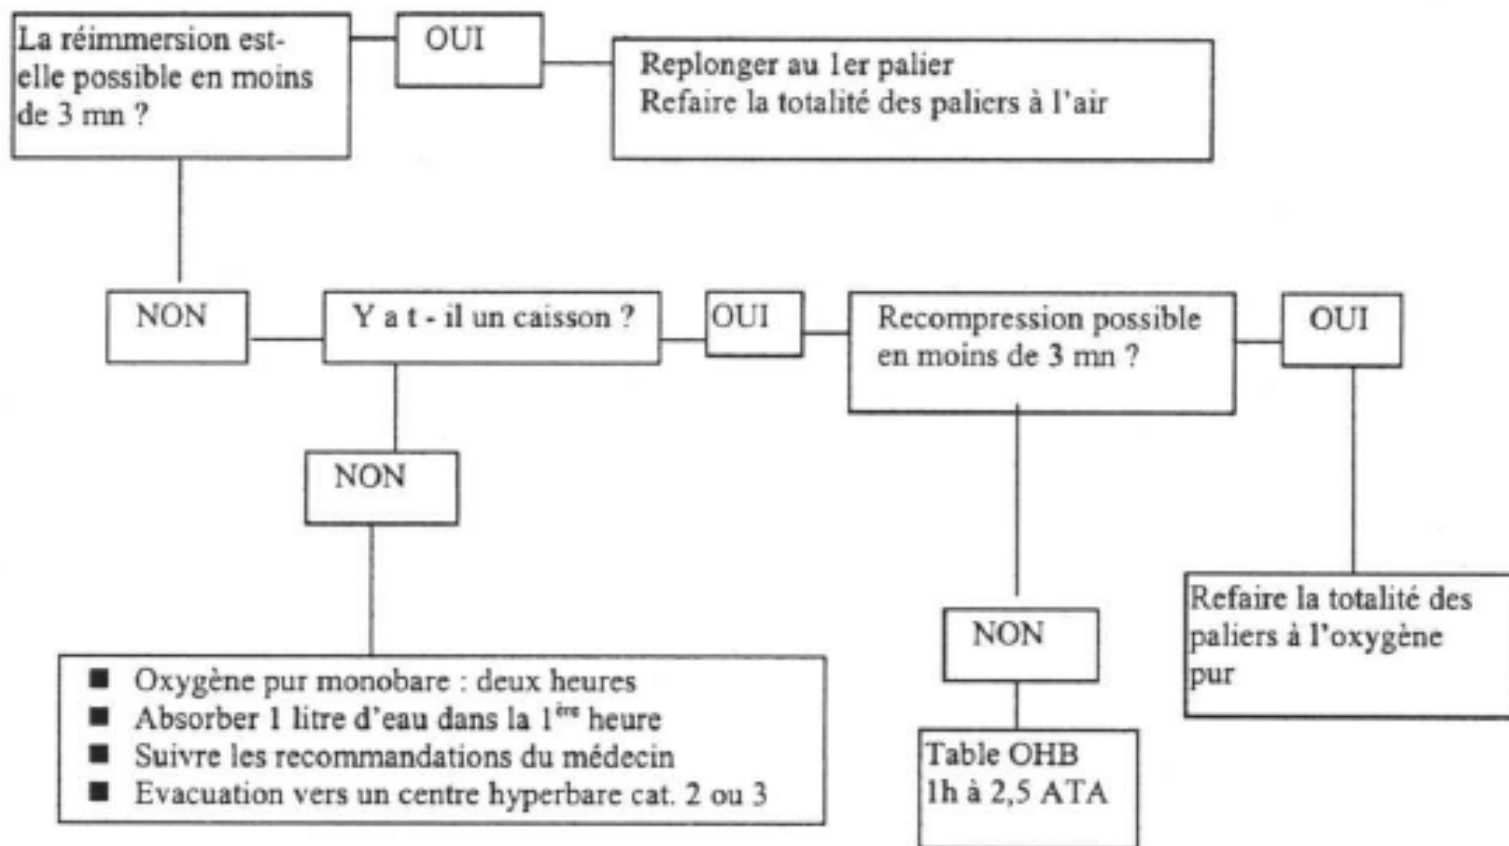 La réimmersion est-
elle possible en moins
de 3 mn ?
OUI
Replonger au 1er palier
Refaire la totalité des paliers à l'air
NON
Y a t - il un caisson ?
OUI
Recompression possible
en moins de 3 mn ?
OUI
NON
NON
Refaire la totalité des
paliers à l'oxygène
pur
■ Oxygène pur monobare : deux heures
■ Absorber 1 litre d'eau dans la 1ère heure
■ Suivre les recommandations du médecin
■ Evacuation vers un centre hyperbare cat. 2 ou 3
Table OHB
1h à 2,5 ATA